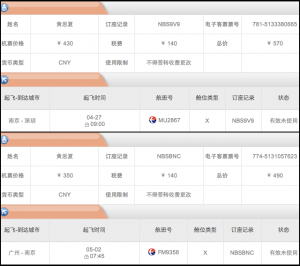 姓名 黄思夏 订座记录 NBS9V9 电子客票票号 781-5133380865
机票价格 ¥ 430 税费 ¥ 140 总价 ¥ 570
货币类型 CNY 使用限制 不得签转收费更改
起飞-到达城市 起飞时间 航班号 舱位类型 订座记录 状态
南京 - 深圳 04-27 09:00 MU2867 X NBS9V9 有效未使用
姓名 黄思夏 订座记录 NBSBNC 电子客票票号 774-5131057623
机票价格 ¥ 350 税费 ¥ 140 总价 ¥ 490
货币类型 CNY 使用限制 不得签转收费更改
起飞-到达城市 起飞时间 航班号 舱位类型 订座记录 状态
广州 - 南京 05-02 07:45 FM9358 X NBSBNC 有效未使用